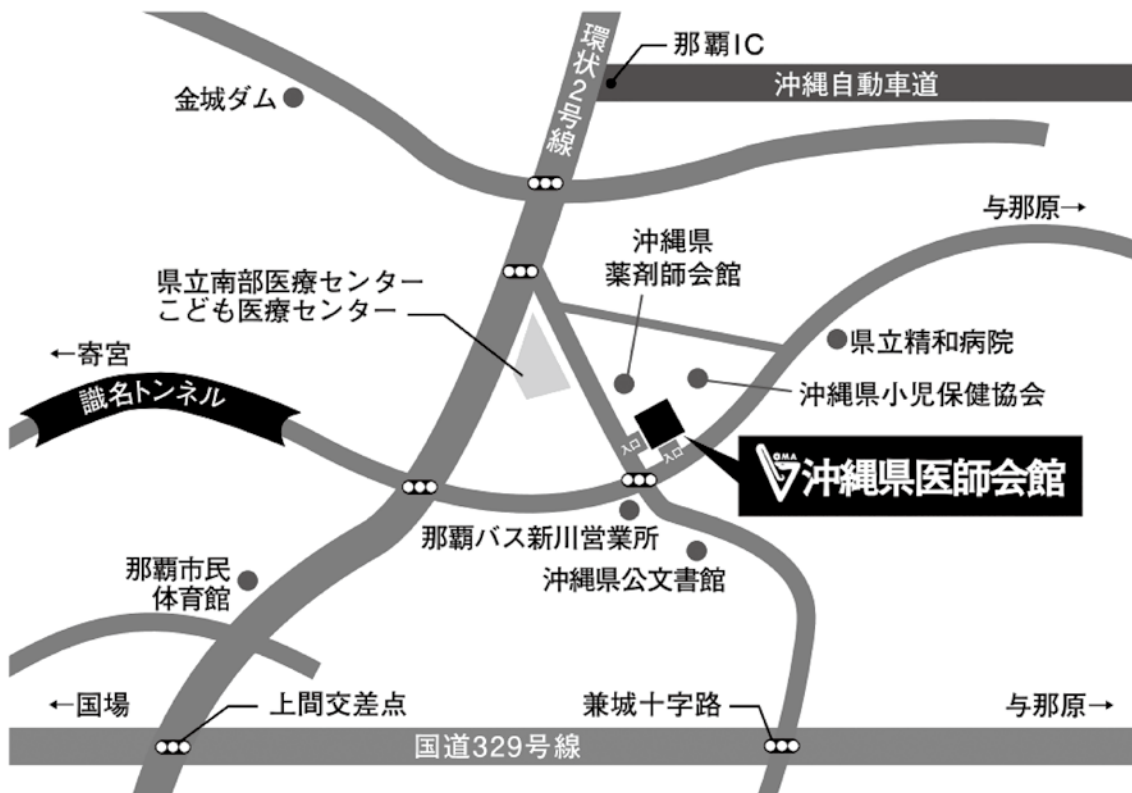 那覇IC
環状2号線
沖縄自動車道
金城ダム
与那原→
沖縄県
薬剤師会館
県立南部医療センター
こども医療センター
県立精和病院
←寄宮
識名トンネル
沖縄県小児保健協会
入口
入口
OMA
沖縄県医師会館
那覇バス新川営業所
沖縄県公文書館
那覇市民
体育館
←国場
上間交差点
兼城十字路
与那原→
国道329号線